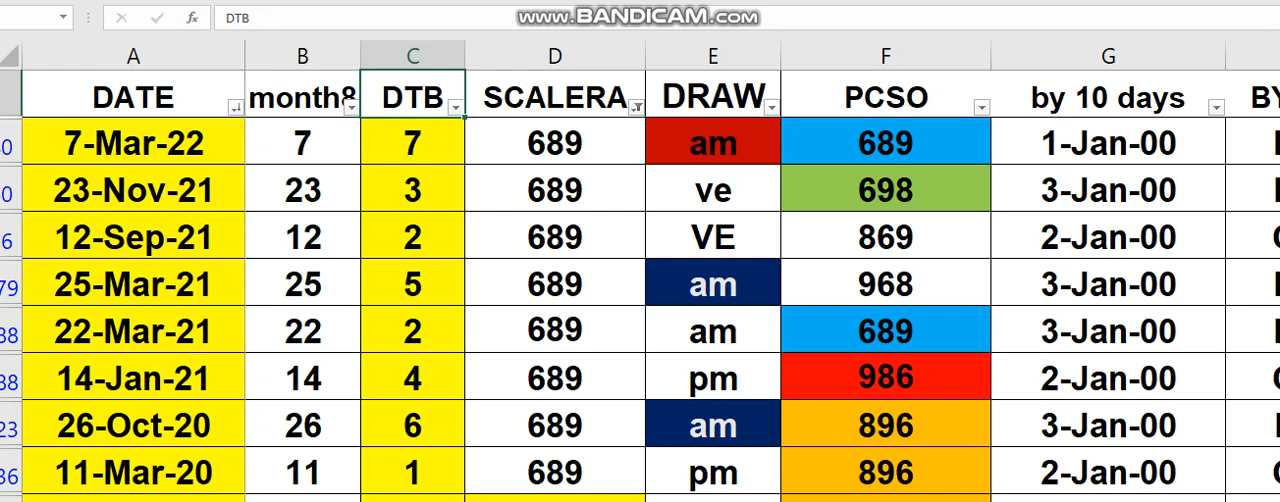 www.BANDICAM.com
fx DTB
A B C D E F G
DATE month8 DTB SCALERA DRAW PCSO by 10 days
7-Mar-22 7 7 689 am 689 1-Jan-00
23-Nov-21 23 3 689 ve 698 3-Jan-00
12-Sep-21 12 2 689 VE 869 2-Jan-00
25-Mar-21 25 5 689 am 968 3-Jan-00
22-Mar-21 22 2 689 am 689 3-Jan-00
14-Jan-21 14 4 689 pm 986 2-Jan-00
26-Oct-20 26 6 689 am 896 3-Jan-00
11-Mar-20 11 1 689 pm 896 2-Jan-00